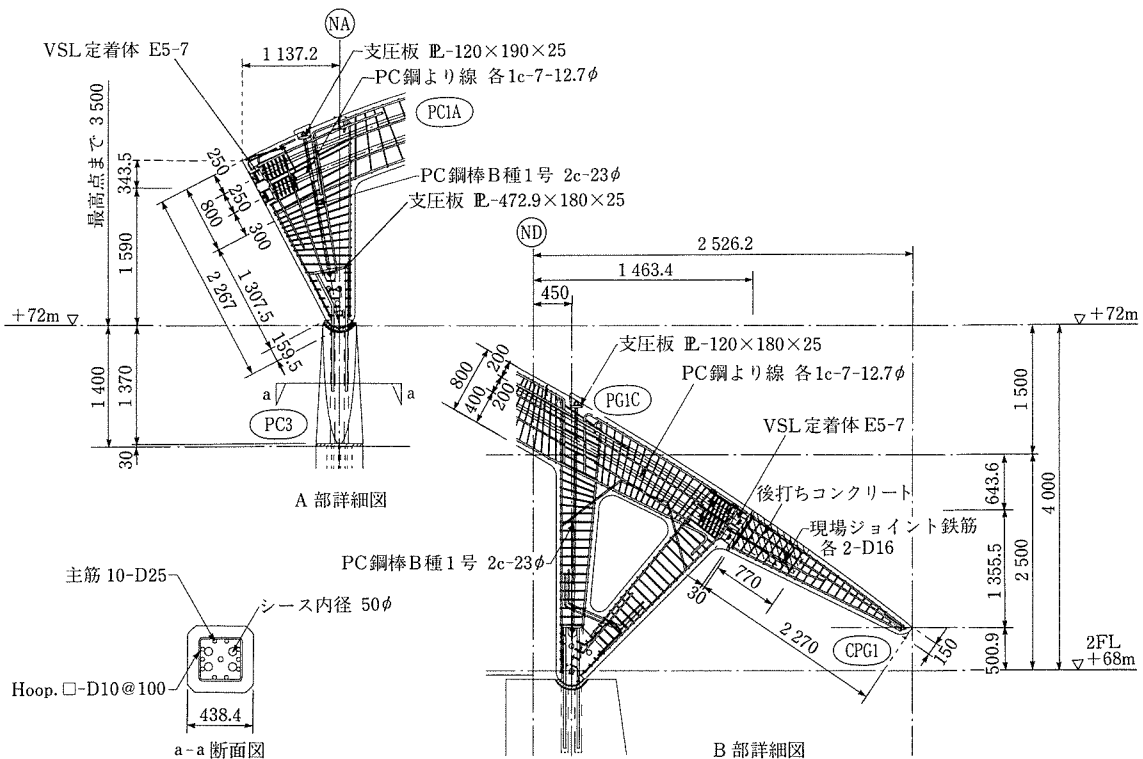 NA
VSL定着体 E5-7
1 137.2
支圧板 PL-120×190×25
PC鋼より線 各1c-7-12.7φ
PC1A
最高点まで 3 500
343.5
1 590
250
250
800
300
2 267
1 307.5
159.5
PC鋼棒B種1号 2c-23φ
支圧板 PL-472.9×180×25
+72m
1 400
1 370
30
a
a
PC3
A 部詳細図
ND
2 526.2
1 463.4
450
+72m
支圧板 PL-120×180×25
PC鋼より線 各1c-7-12.7φ
PG1C
800
200
400
200
VSL定着体 E5-7
後打ちコンクリート
現場ジョイント鉄筋
各 2-D16
PC鋼棒B種1号 2c-23φ
770
30
2 270
CPG1
150
1 500
643.6
1 355.5
2 500
4 000
500.9
2FL
+68m
B 部詳細図
主筋 10-D25
シース内径 50φ
Hoop. □-D10@100
438.4
a-a 断面図